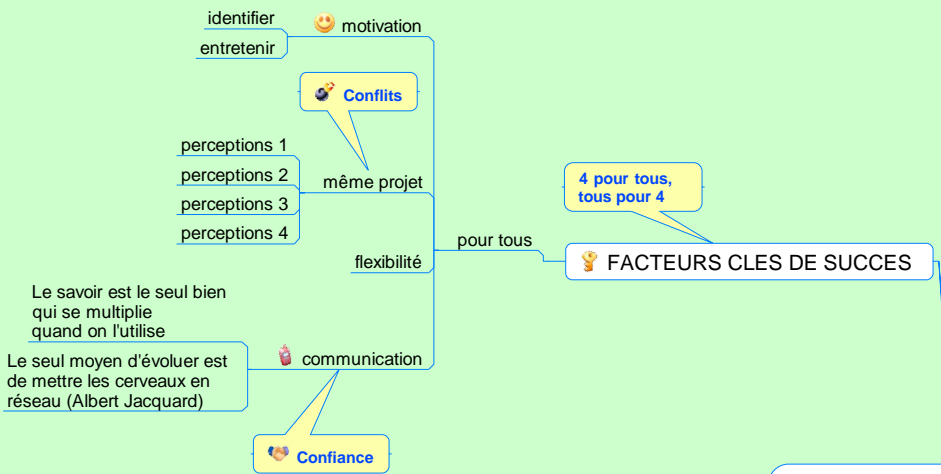 identifier
motivation
entretenir
Conflits
perceptions 1
perceptions 2
même projet
perceptions 3
perceptions 4
4 pour tous,
tous pour 4
pour tous
FACTEURS CLES DE SUCCES
flexibilité
Le savoir est le seul bien
qui se multiplie
quand on l'utilise
communication
Le seul moyen d'évoluer est
de mettre les cerveaux en
réseau (Albert Jacquard)
Confiance